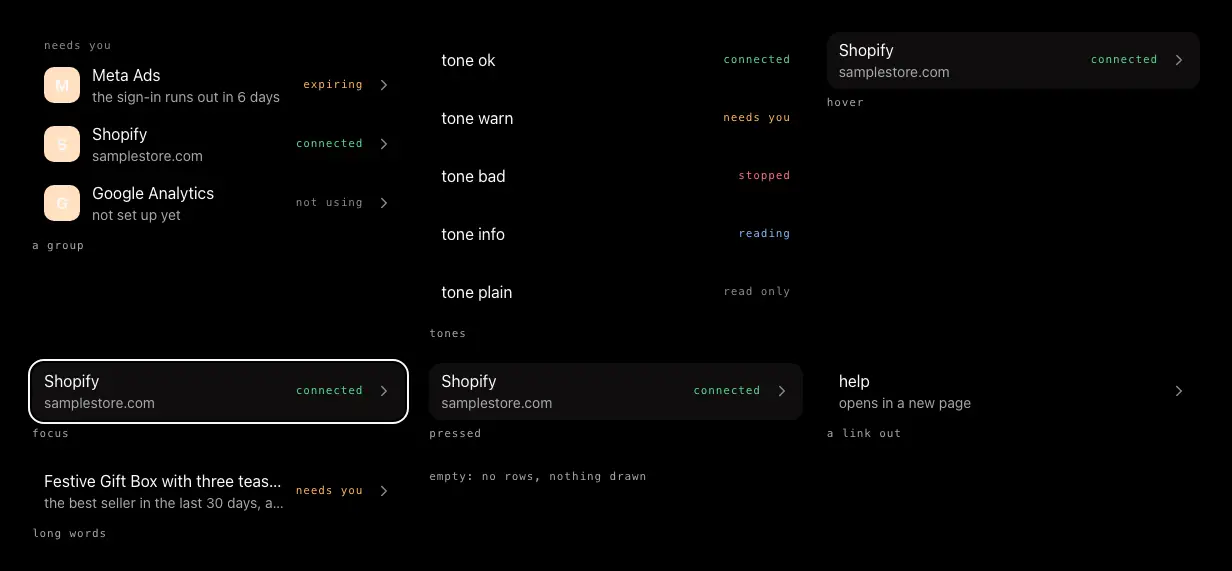 needs you
M
Meta Ads
the sign-in runs out in 6 days
expiring
S
Shopify
samplestore.com
connected
G
Google Analytics
not set up yet
not using
a group
tone ok
connected
tone warn
needs you
tone bad
stopped
tone info
reading
tone plain
read only
tones
Shopify
samplestore.com
connected
hover
Shopify
samplestore.com
connected
focus
Shopify
samplestore.com
connected
pressed
help
opens in a new page
a link out
Festive Gift Box with three teas...
the best seller in the last 30 days, a...
needs you
long words
empty: no rows, nothing drawn